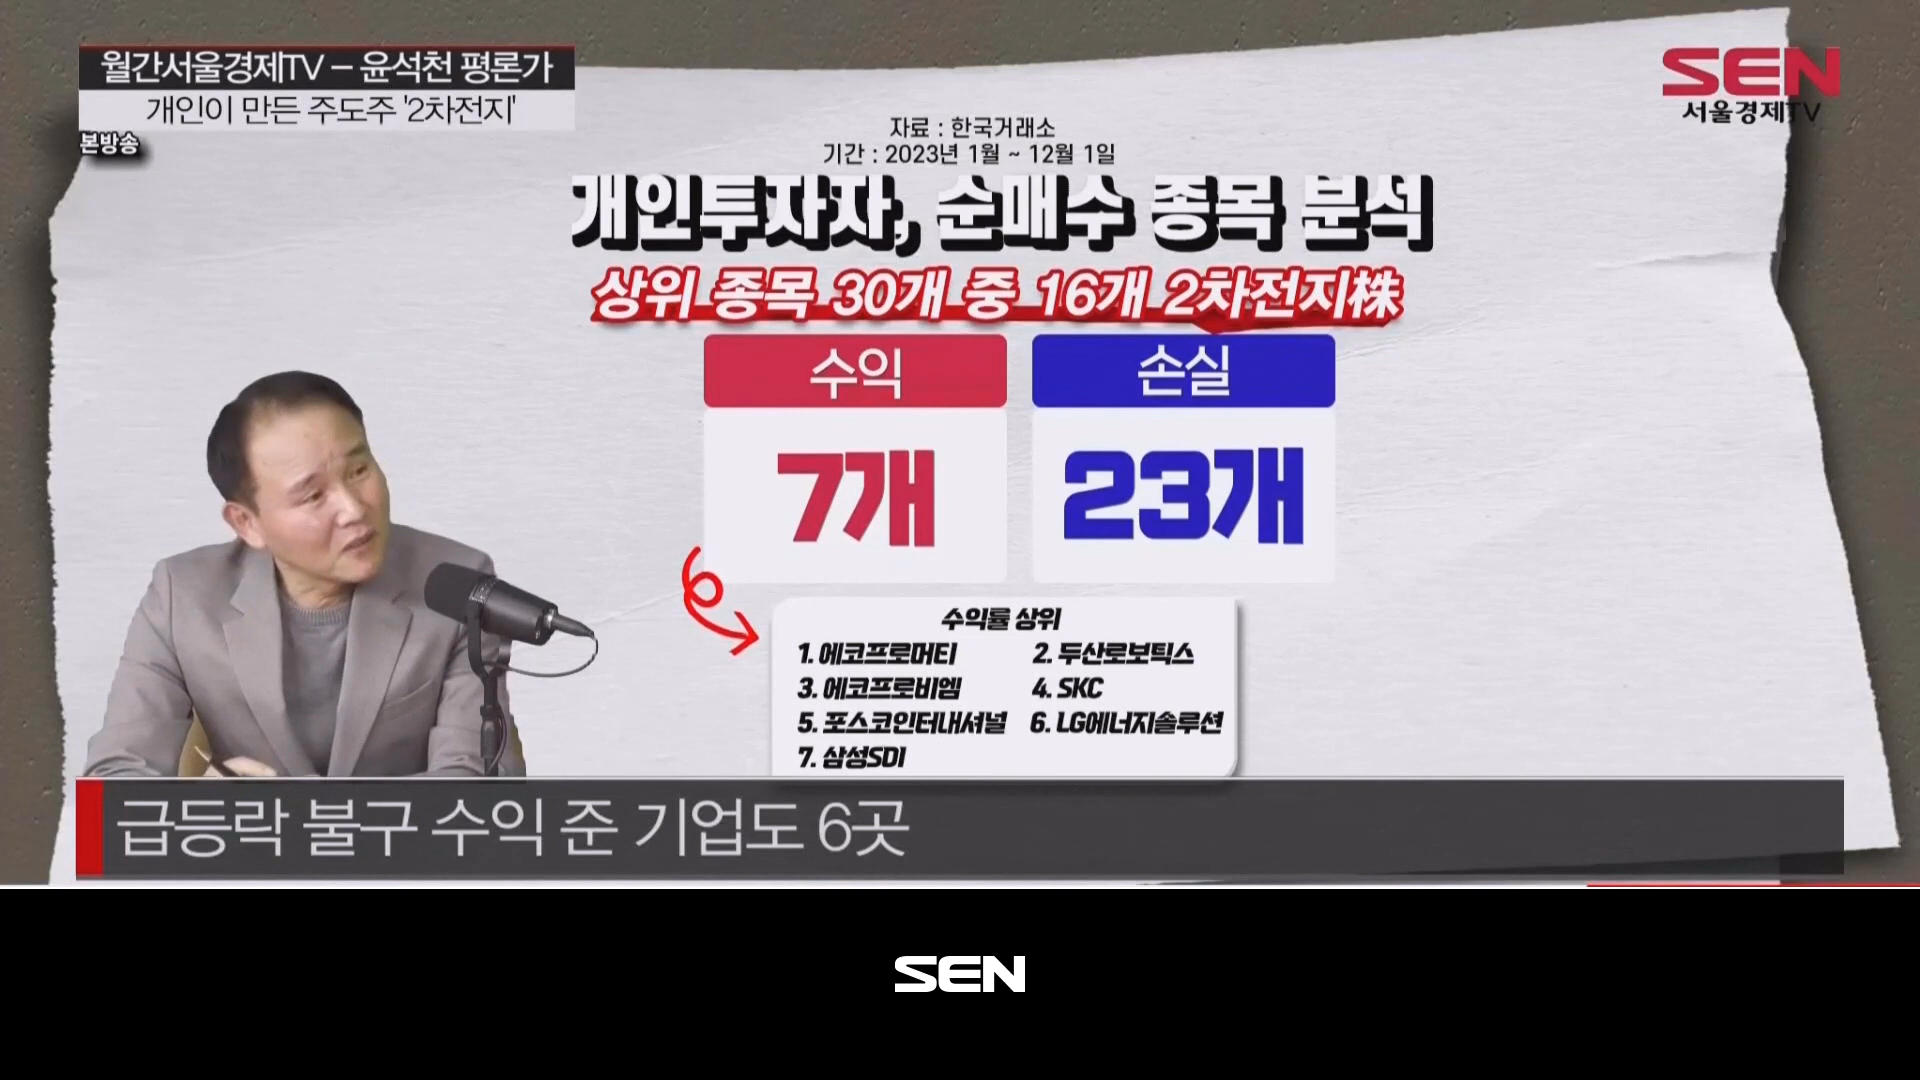 월간서울경제TV – 윤석천 평론가
개인이 만든 주도주 '2차전지'
본방송
SEN
서울경제TV
자료 : 한국거래소
기간 : 2023년 1월 ~ 12월 1일
개인투자자, 순매수 종목 분석
상위 종목 30개 중 16개 2차전지株
수익
손실
7개
23개
수익률 상위
1. 에코프로머티
2. 두산로보틱스
3. 에코프로비엠
4. SKC
5. 포스코인터내셔널
6. LG에너지솔루션
7. 삼성SDI
급등락 불구 수익 준 기업도 6곳
SEN